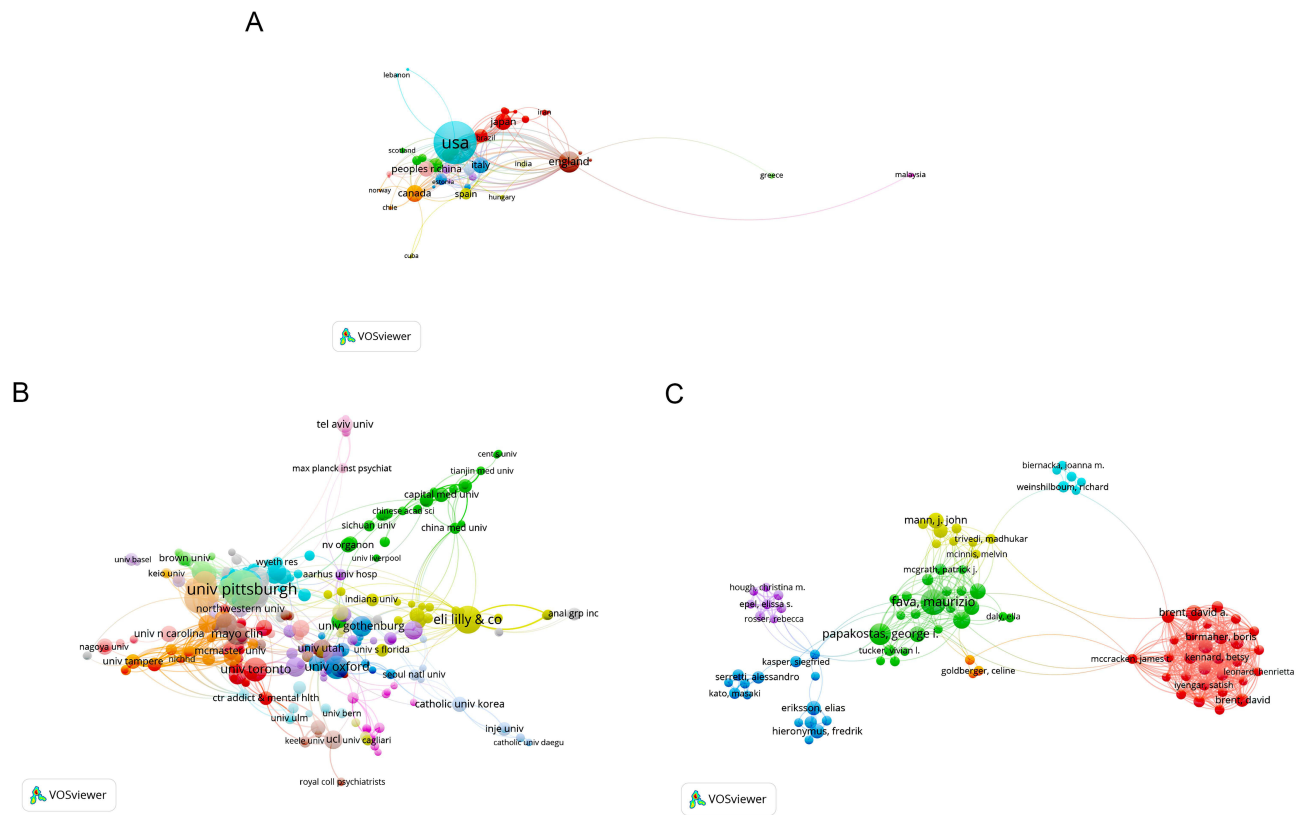 A
lebanon
usa
japan
iran
brazil
scotland
peoples r china
italy
england
india
estonia
norway
canada
spain
hungary
chile
greece
malaysia
cuba
VOSviewer
B
tel aviv univ
max planck inst psychiat
cent s univ
tianjin med univ
capital med univ
chinese acad sci
sichuan univ
china med univ
nv organon
univ liverpool
univ basel
brown univ
wyeth res
keio univ
aarhus univ hosp
univ pittsburgh
indiana univ
northwestern univ
eli lilly & co
anal grp inc
univ n carolina
mayo clin
univ gothenburg
nagoya univ
mcmaster univ
univ utah
univ s florida
univ tampere
univ toronto
univ oxford
seoul natl univ
ctr addict & mental hlth
catholic univ korea
univ ulm
univ bern
inje univ
keele univ
ucl
univ cagliari
catholic univ daegu
royal coll psychiatrists
VOSviewer
C
biernacka, joanna m.
weinshilboum, richard
mann, j. john
trivedi, madhukar
mcinnis, melvin
mcgrath, patrick j.
hough, christina m.
epel, elissa s.
rosser, rebecca
fava, maurizio
daly, ella
brent, david a.
papakostas, george i.
birmaher, boris
tucker, vivian l.
kasper, siegfried
goldberger, celine
mccracken, james
kennard, betsy
leonard, henrietta
serretti, alessandro
kato, masaki
iyengar, satish
brent, david
eriksson, elias
hieronymus, fredrik
VOSviewer